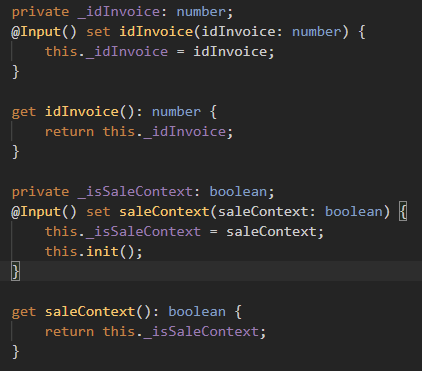 private _idInvoice: number;
@Input() set idInvoice(idInvoice: number) {
    this._idInvoice = idInvoice;
}

get idInvoice(): number {
    return this._idInvoice;
}

private _isSaleContext: boolean;
@Input() set saleContext(saleContext: boolean) {
    this._isSaleContext = saleContext;
    this.init();
}

get saleContext(): boolean {
    return this._isSaleContext;
}